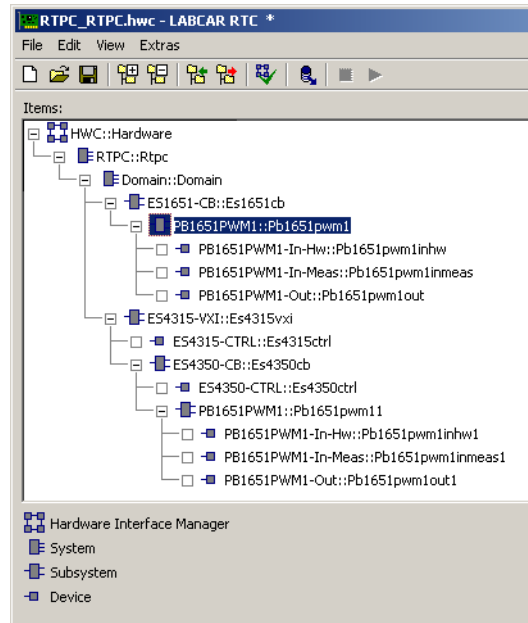 RTPC_RTPC.hwc - LABCAR RTC *
File Edit View Extras
Items:
HWC::Hardware
RTPC::Rtpc
Domain::Domain
ES1651-CB::Es1651cb
PB1651PWM1::Pb1651pwm1
PB1651PWM1-In-Hw::Pb1651pwm1inhw
PB1651PWM1-In-Meas::Pb1651pwm1inmeas
PB1651PWM1-Out::Pb1651pwm1out
ES4315-VXI::Es4315vxi
ES4315-CTRL::Es4315ctrl
ES4350-CB::Es4350cb
ES4350-CTRL::Es4350ctrl
PB1651PWM1::Pb1651pwm11
PB1651PWM1-In-Hw::Pb1651pwm1inhw1
PB1651PWM1-In-Meas::Pb1651pwm1inmeas1
PB1651PWM1-Out::Pb1651pwm1out1
Hardware Interface Manager
System
Subsystem
Device